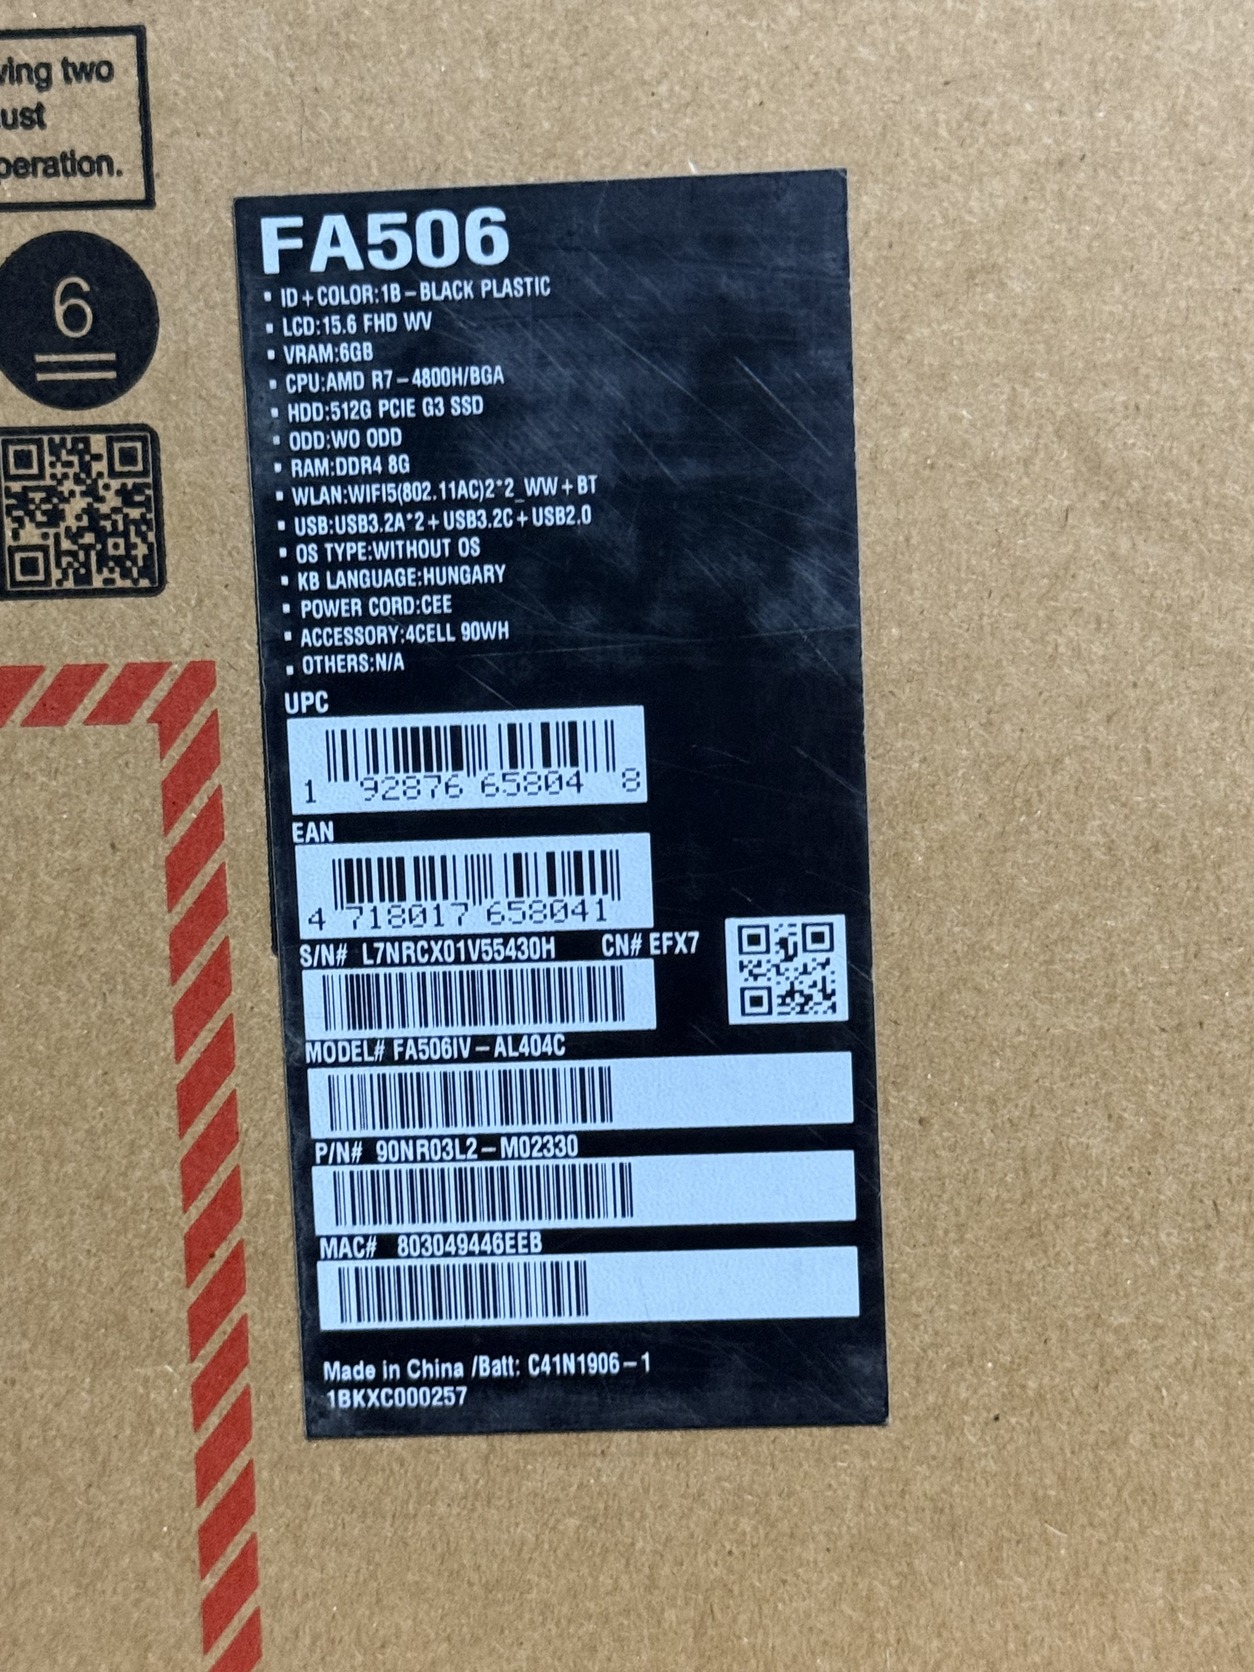 ving two
ust
peration.
6
FA506
▪ ID+COLOR:1B-BLACK PLASTIC
▪ LCD:15.6 FHD WV
▪ VRAM:6GB
▪ CPU:AMD R7-4800H/BGA
▪ HDD:512G PCIE G3 SSD
▪ ODD:WO ODD
▪ RAM:DDR4 8G
▪ WLAN:WIFI5(802.11AC)2*2_WW+BT
▪ USB:USB3.2A*2+USB3.2C+USB2.0
▪ OS TYPE:WITHOUT OS
▪ KB LANGUAGE:HUNGARY
▪ POWER CORD:CEE
▪ ACCESSORY:4CELL 90WH
▪ OTHERS:N/A
UPC
1 92876 65804 8
EAN
4 718017 658041
S/N# L7NRCX01V55430H CN# EFX7
MODEL# FA506IV-AL404C
P/N# 90NR03L2-M02330
MAC# 803049446EEB
Made in China /Batt: C41N1906-1
1BKXC000257